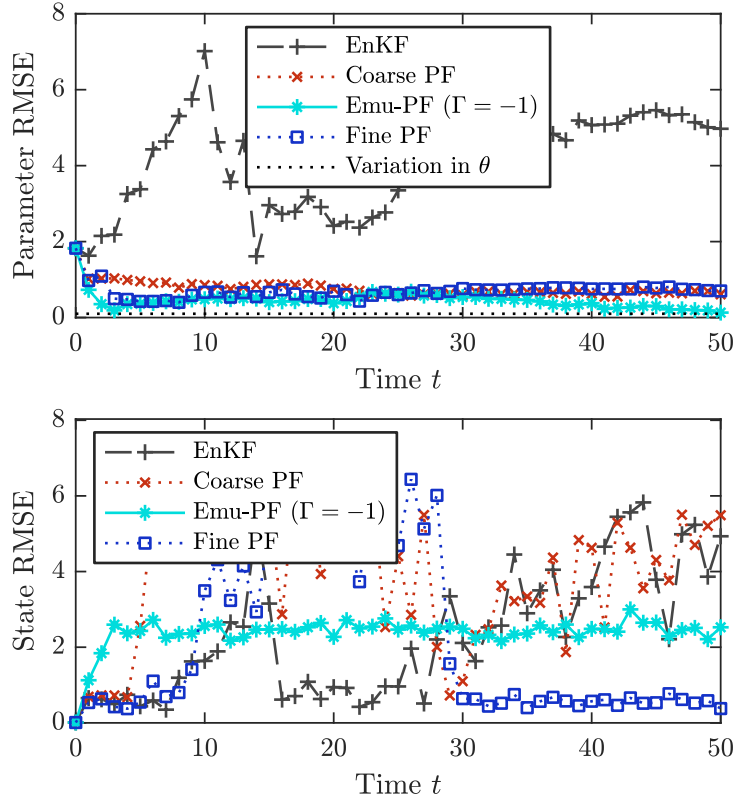 Parameter RMSE
8
6
4
2
0
EnKF
Coarse PF
Emu-PF (Γ = −1)
Fine PF
Variation in θ
0 10 20 30 40 50
Time t
State RMSE
8
6
4
2
0
EnKF
Coarse PF
Emu-PF (Γ = −1)
Fine PF
0 10 20 30 40 50
Time t